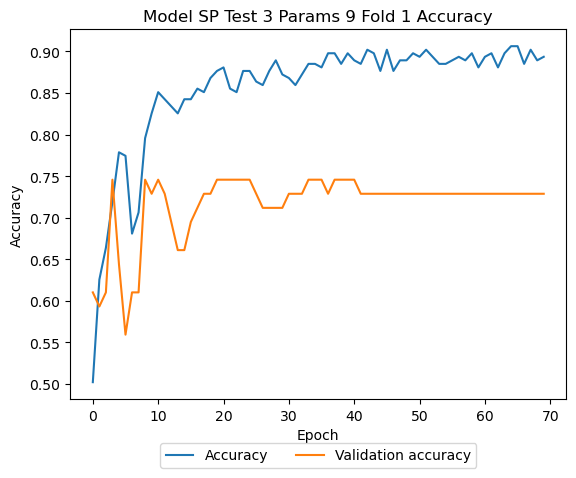 Model SP Test 3 Params 9 Fold 1 Accuracy
0.90
0.85
0.80
0.75
0.70
0.65
0.60
0.55
0.50
Accuracy
0 10 20 30 40 50 60 70
Epoch
Accuracy Validation accuracy